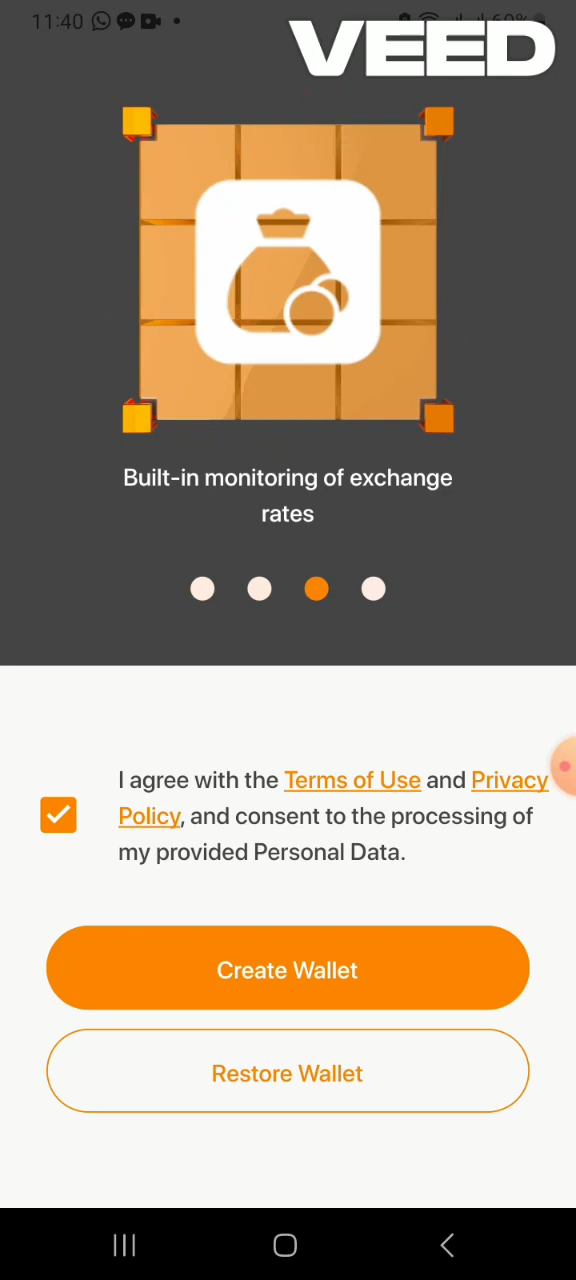 11:40
VEED
Built-in monitoring of exchange
rates
I agree with the Terms of Use and Privacy
Policy, and consent to the processing of
my provided Personal Data.
Create Wallet
Restore Wallet